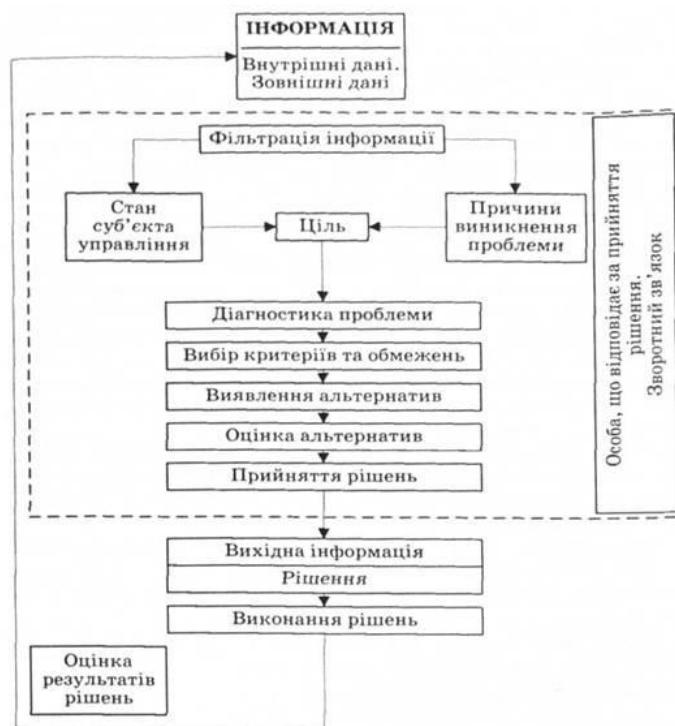 ІНФОРМАЦІЯ
Внутрішні дані.
Зовнішні дані
Фільтрація інформації
Стан
суб’єкта
управління
Ціль
Причини
виникнення
проблеми
Діагностика проблеми
Вибір критеріїв та обмежень
Виявлення альтернатив
Оцінка альтернатив
Прийняття рішень
Особа, що відповідає за прийняття
рішення.
Зворотний зв’язок
Вихідна інформація
Рішення
Виконання рішень
Оцінка
результатів
рішень